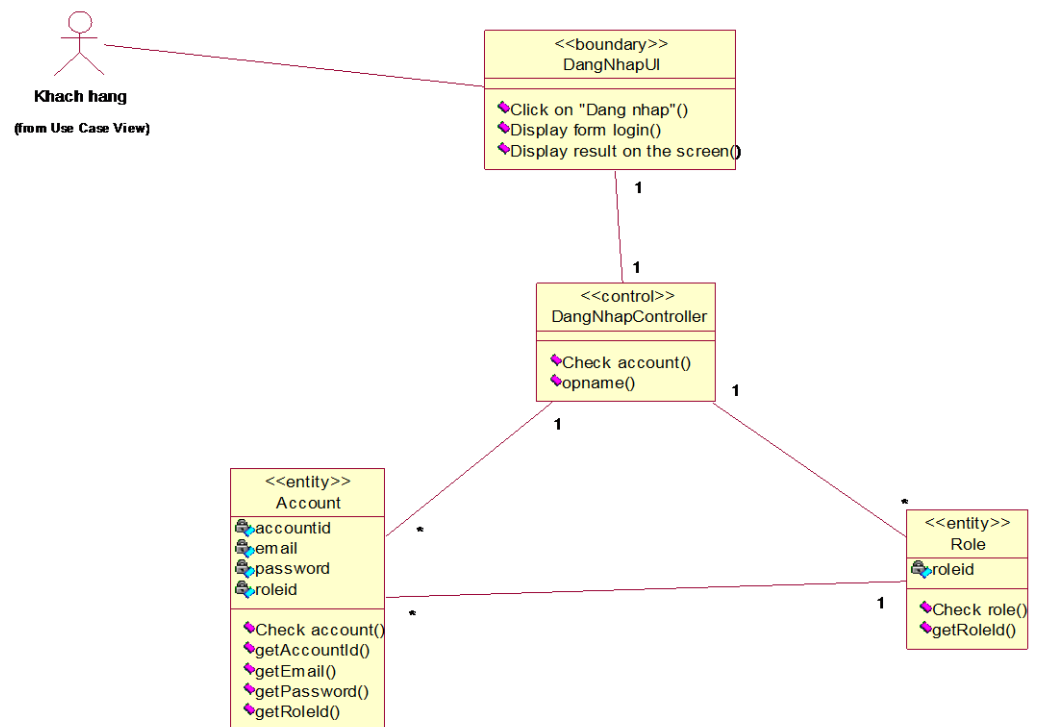 Khach hang
(from Use Case View)
<<boundary>>
DangNhapUI
Click on "Dang nhap"()
Display form login()
Display result on the screen()
1
1
<<control>>
DangNhapController
Check account()
opname()
1
1
*
*
<<entity>>
Account
accountid
email
password
roleid
Check account()
getAccountId()
getEmail()
getPassword()
getRoleId()
*
1
<<entity>>
Role
roleid
Check role()
getRoleId()